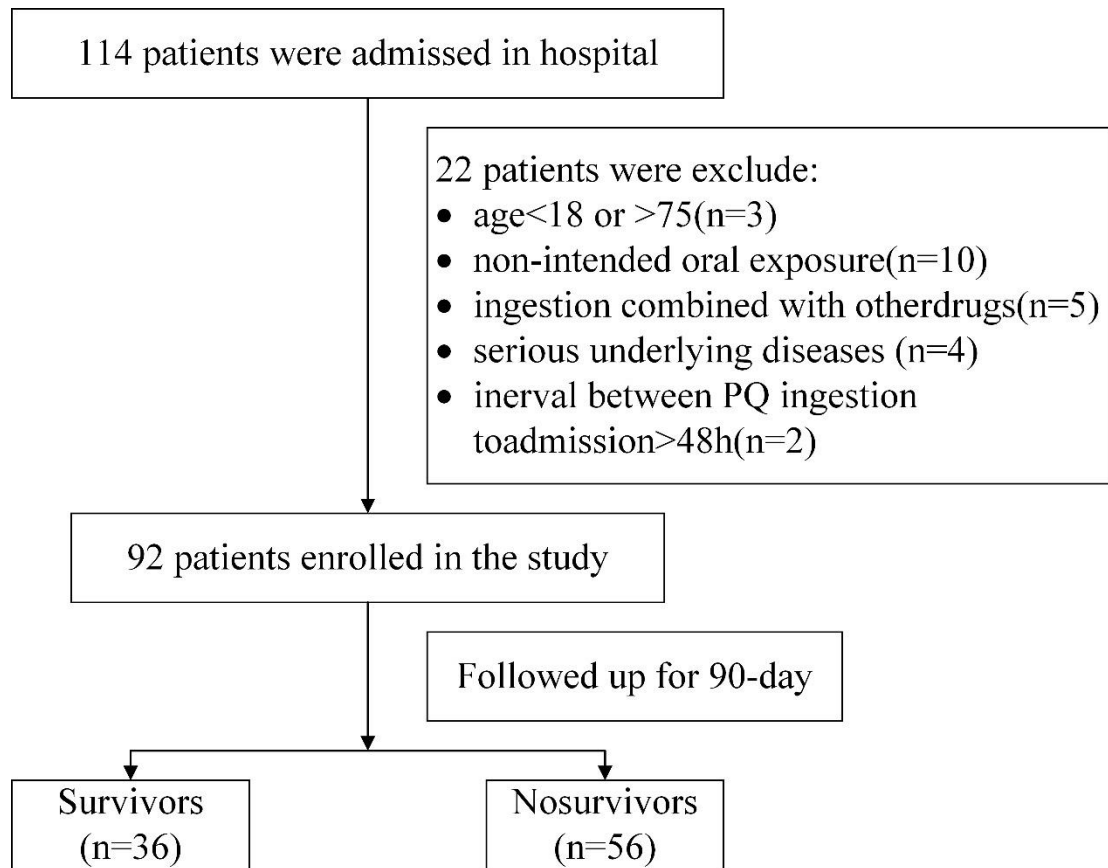 114 patients were admissed in hospital
22 patients were exclude:
• age<18 or >75(n=3)
• non-intended oral exposure(n=10)
• ingestion combined with otherdrugs(n=5)
• serious underlying diseases (n=4)
• inerval between PQ ingestion
toadmission>48h(n=2)
92 patients enrolled in the study
Followed up for 90-day
Survivors
(n=36)
Nosurvivors
(n=56)